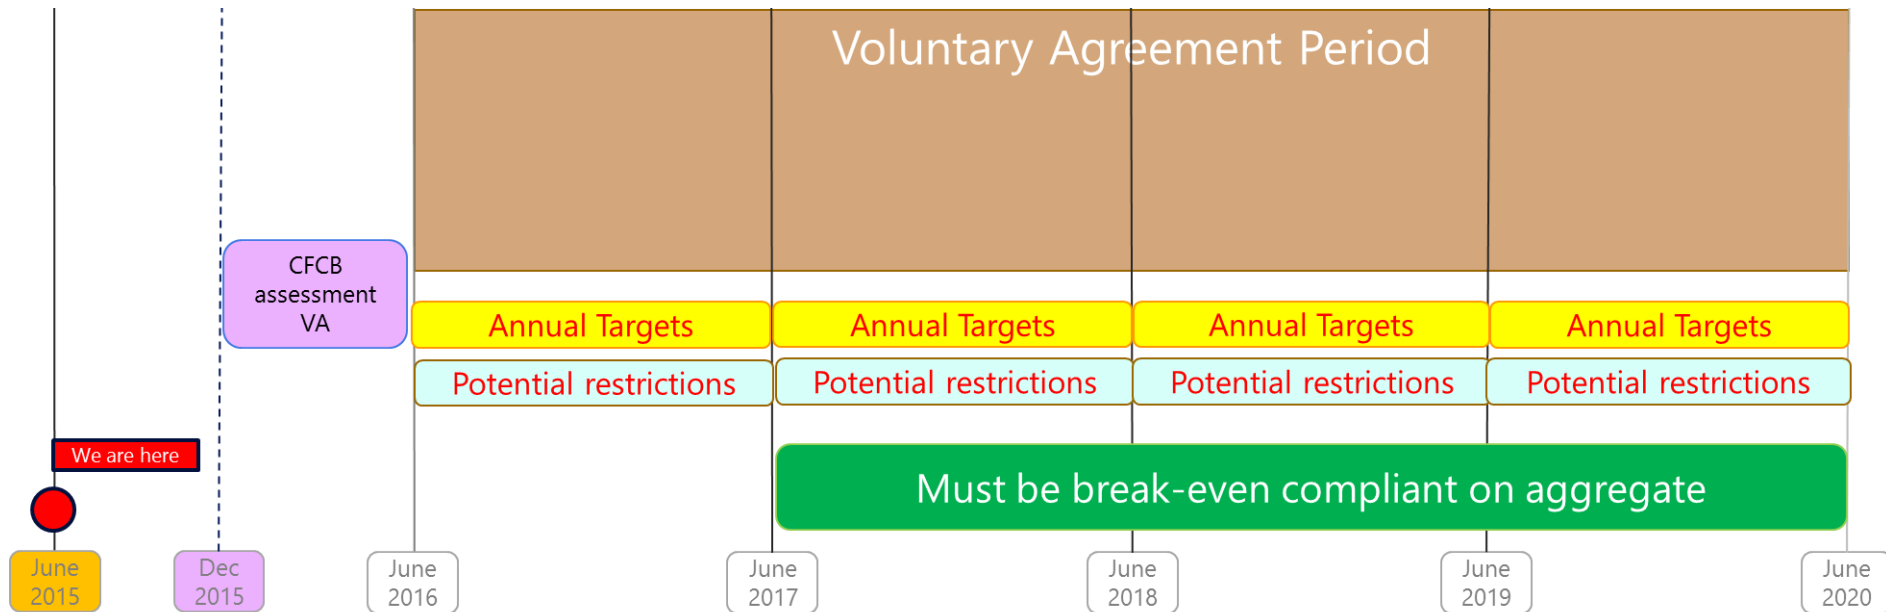 Voluntary Agreement Period
CFCB
assessment
VA
Annual Targets
Annual Targets
Annual Targets
Annual Targets
Potential restrictions
Potential restrictions
Potential restrictions
Potential restrictions
We are here
Must be break-even compliant on aggregate
June
2015
Dec
2015
June
2016
June
2017
June
2018
June
2019
June
2020